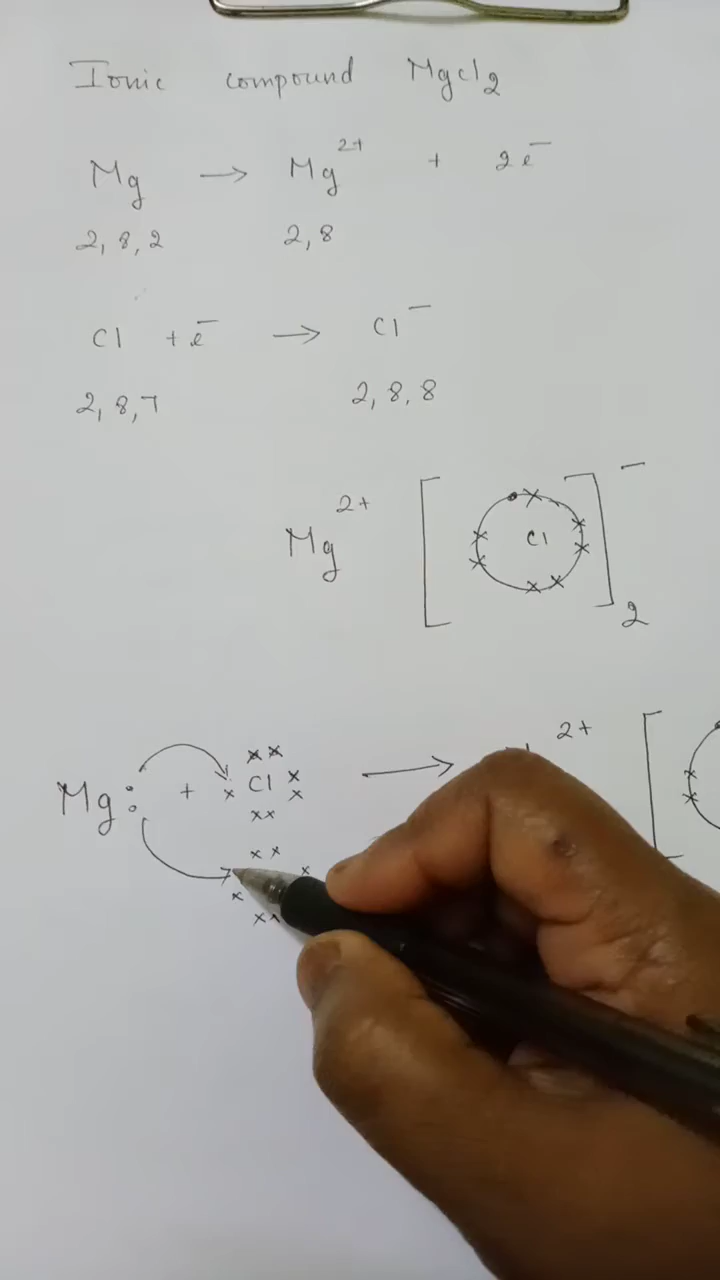 Ionic compound MgCl2
Mg → Mg2+ + 2e−
2, 8, 2 2, 8
Cl + e− → Cl−
2, 8, 7 2, 8, 8
Mg2+ [Cl]−2
Mg: + Cl → 2+ [